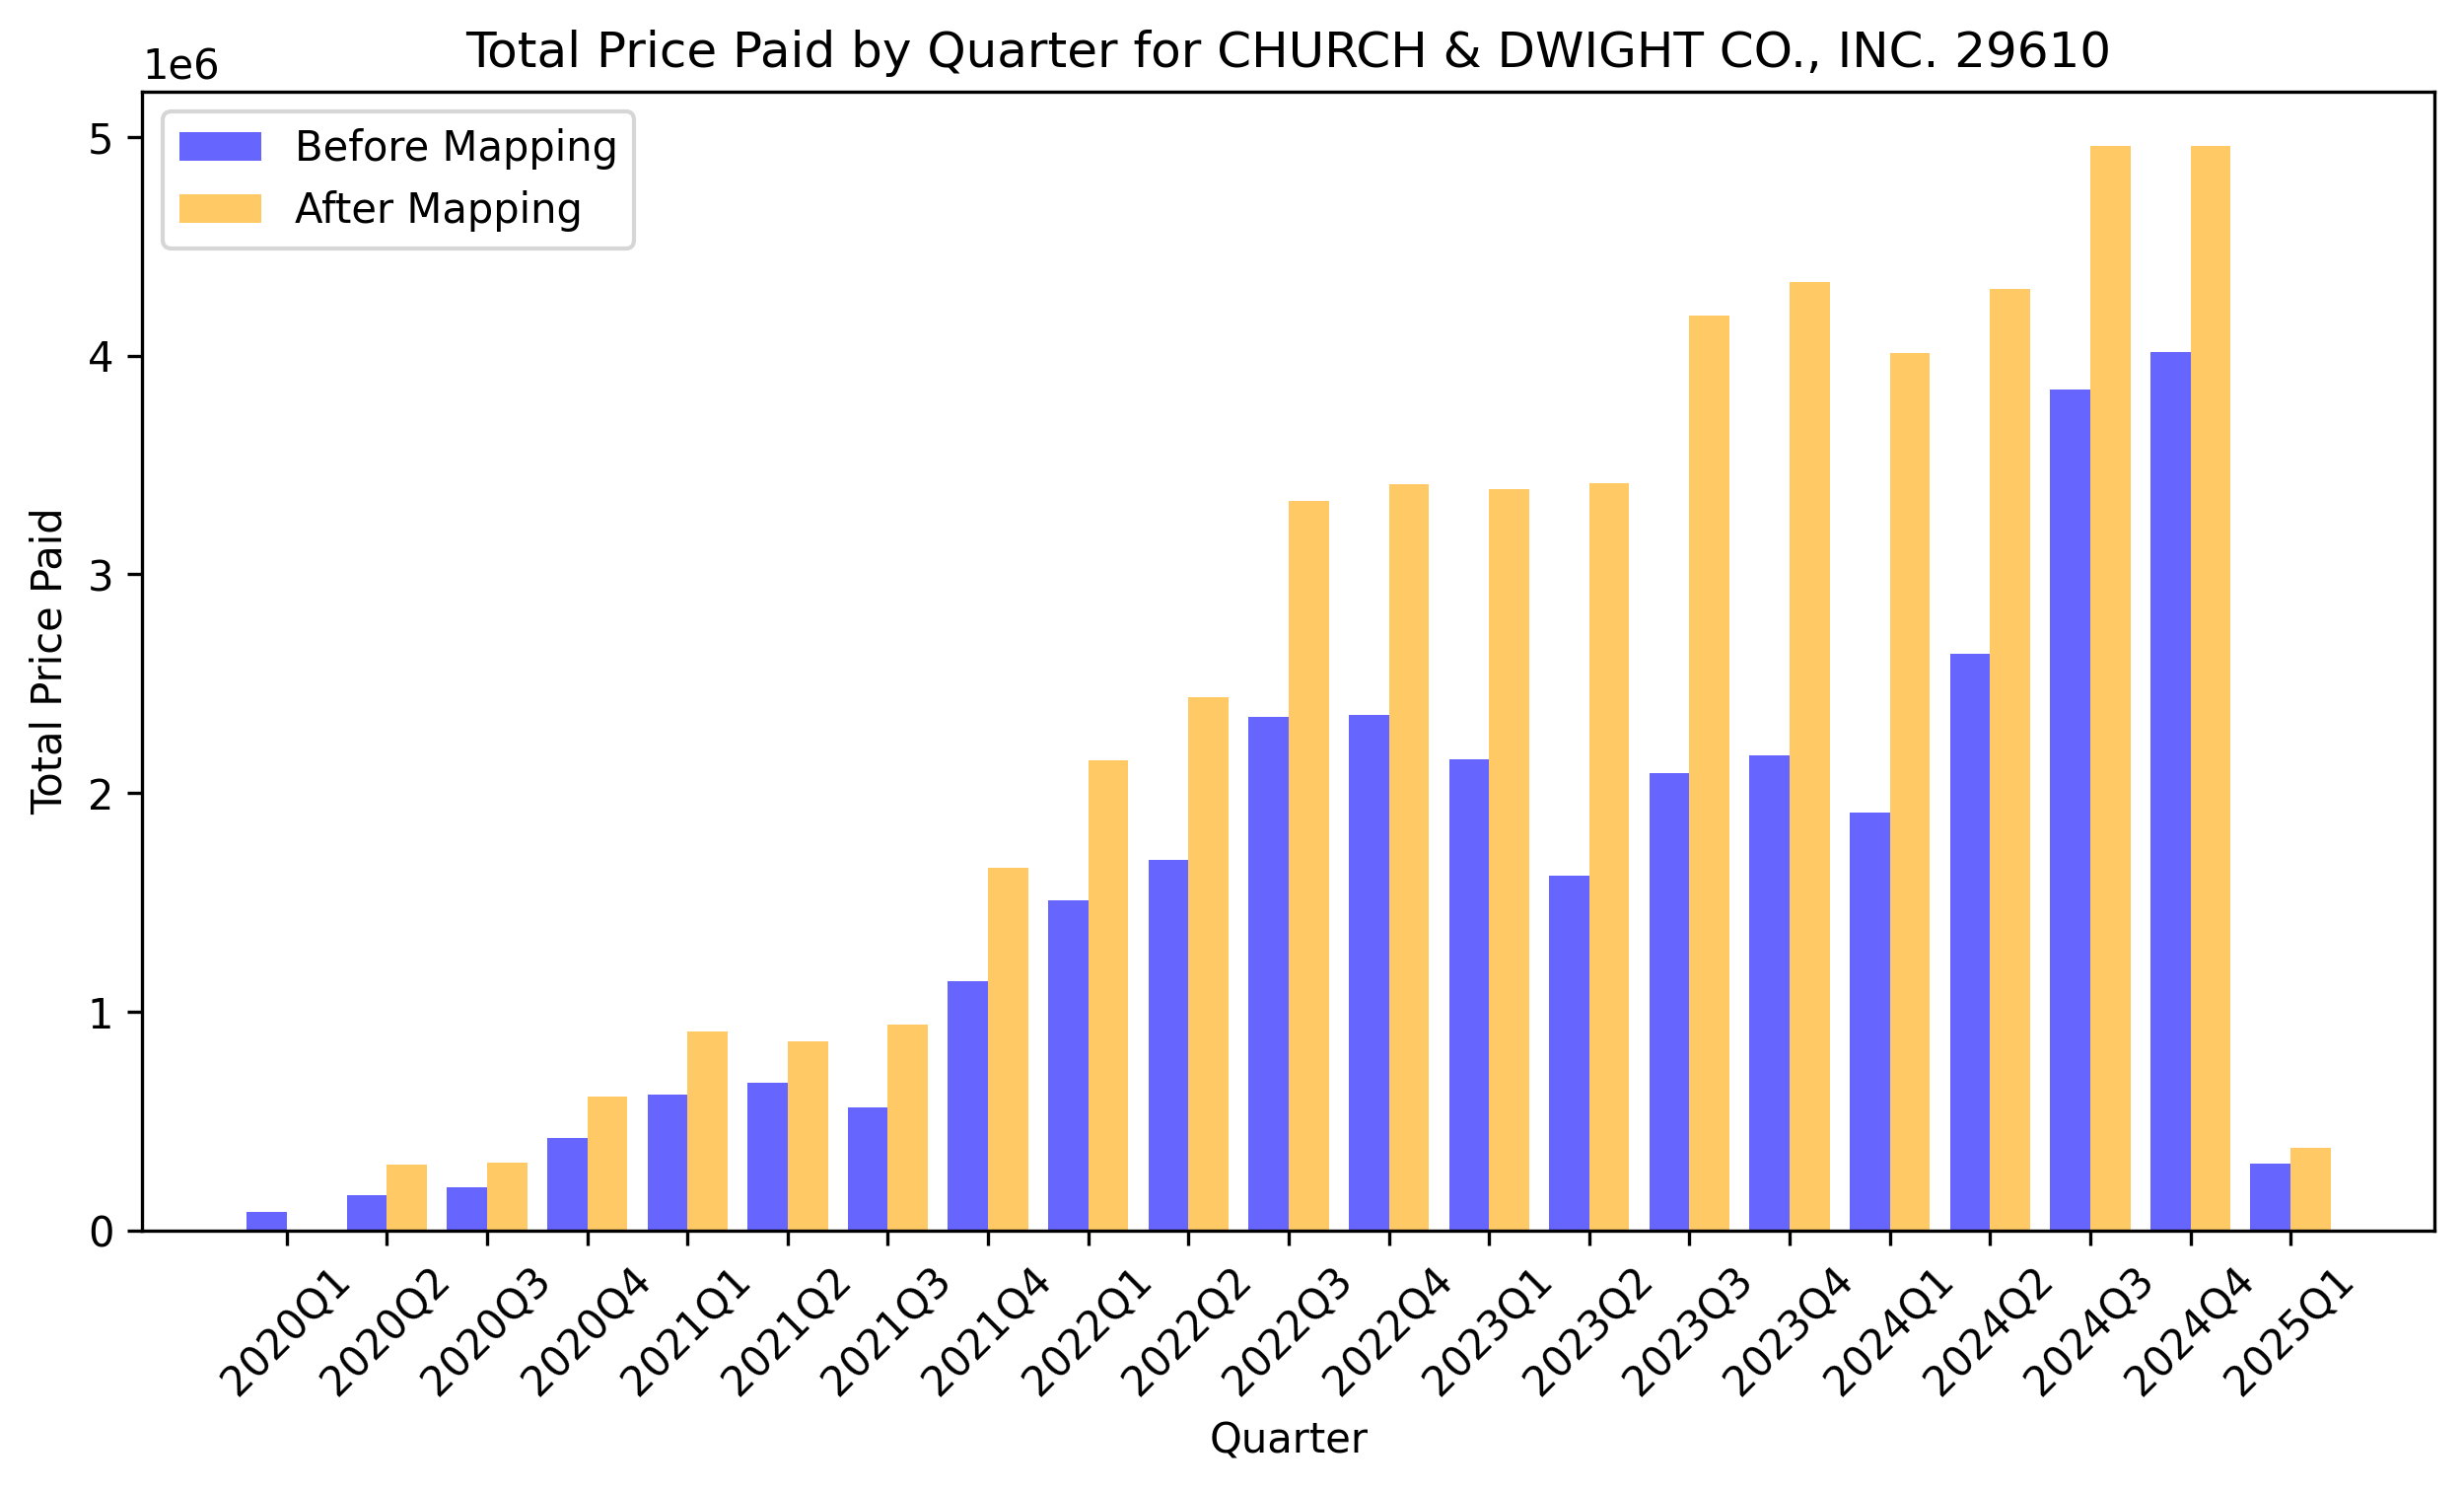 Total Price Paid by Quarter for CHURCH & DWIGHT CO., INC. 29610
1e6
Before Mapping
After Mapping
5
4
3
2
1
0
Total Price Paid
2020Q1
2020Q2
2020Q3
2020Q4
2021Q1
2021Q2
2021Q3
2021Q4
2022Q1
2022Q2
2022Q3
2022Q4
2023Q1
2023Q2
2023Q3
2023Q4
2024Q1
2024Q2
2024Q3
2024Q4
2025Q1
Quarter